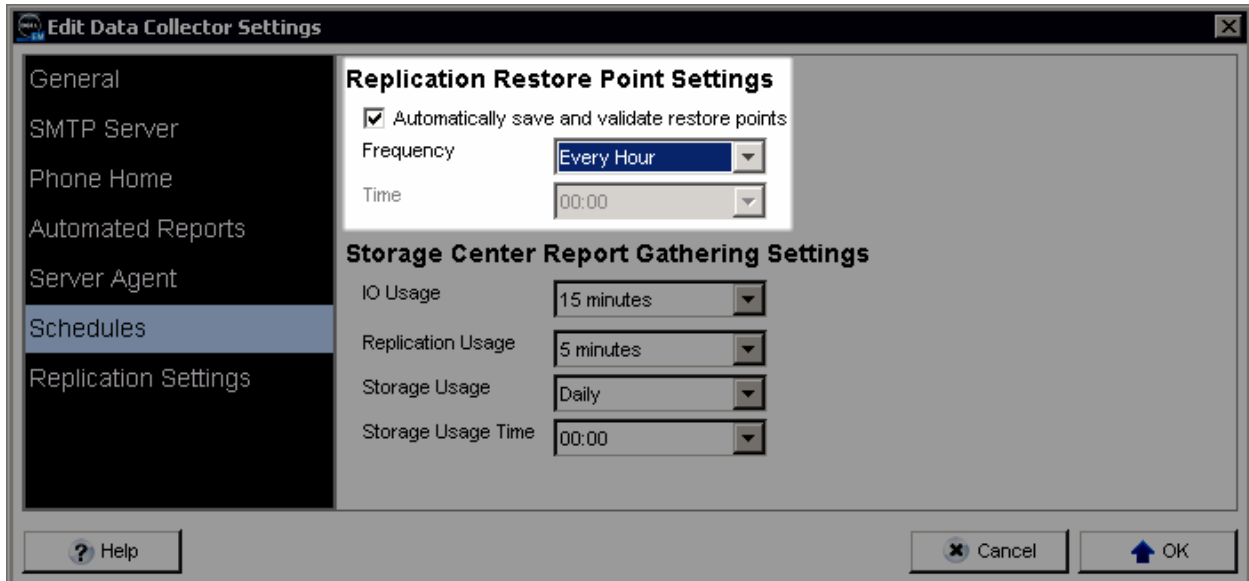 Edit Data Collector Settings
General
SMTP Server
Phone Home
Automated Reports
Server Agent
Schedules
Replication Settings
Replication Restore Point Settings
Automatically save and validate restore points
Frequency Every Hour
Time 00:00
Storage Center Report Gathering Settings
IO Usage 15 minutes
Replication Usage 5 minutes
Storage Usage Daily
Storage Usage Time 00:00
? Help
Cancel
OK